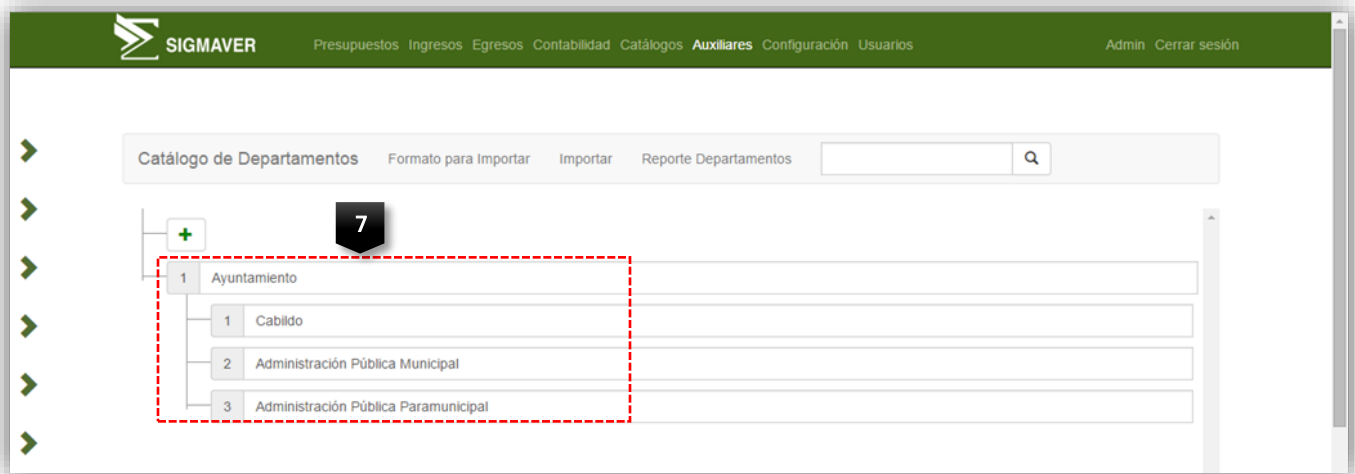 SIGMAVER Presupuestos Ingresos Egresos Contabilidad Catálogos Auxiliares Configuración Usuarios Admin Cerrar sesión
Catálogo de Departamentos Formato para Importar Importar Reporte Departamentos
7
+
1 Ayuntamiento
1 Cabildo
2 Administración Pública Municipal
3 Administración Pública Paramunicipal